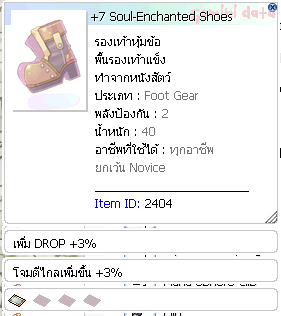 +7 Soul-Enchanted Shoes
รองเท้าหุ้มข้อ
พื้นรองเท้าแข็ง
ทำจากหนังสัตว์
ประเภท : Foot Gear
พลังป้องกัน : 2
น้ำหนัก : 40
อาชีพที่ใช้ได้ : ทุกอาชีพ
ยกเว้น Novice
Item ID: 2404
เพิ่ม DROP +3%
โจมตีไกลเพิ่มขึ้น +3%